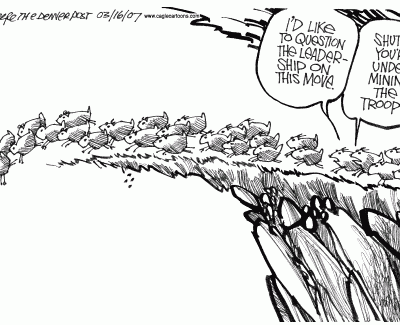 THE DENVER POST 03/16/07 www.caglecartoons.com
I'D LIKE
TO QUESTION
THE LEADER-
SHIP ON
THIS MOVE.
SHUT
YOU'R
UNDE
MINING
THE
TROOP